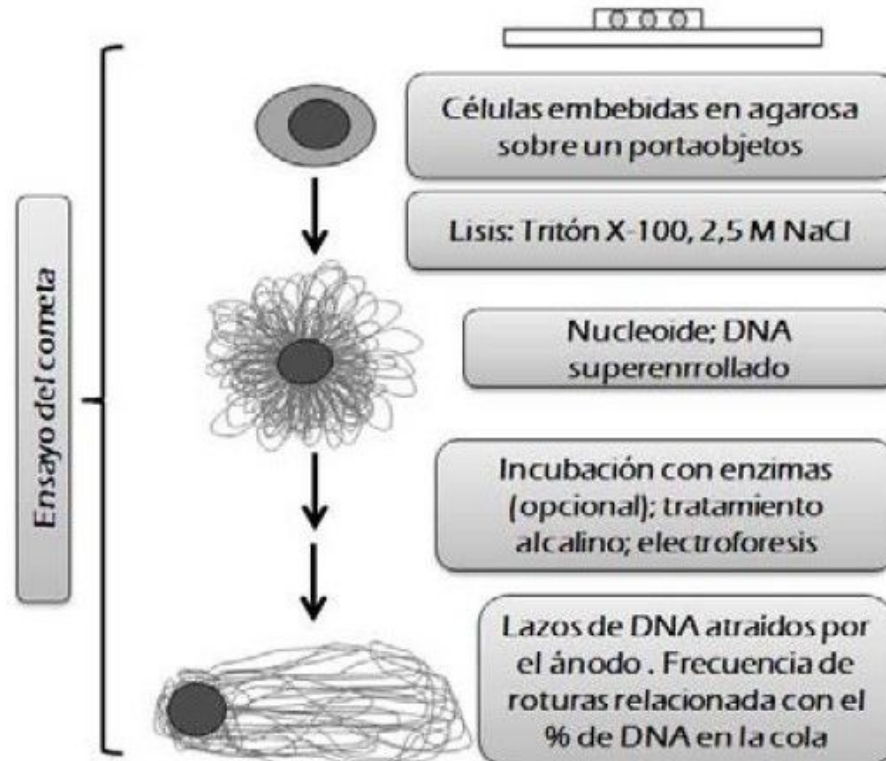 Ensayo del cometa
Células embebidas en agarosa
sobre un portaobjetos
Lisis: Tritón X-100, 2,5 M NaCl
Nucleoide; DNA
superenrrollado
Incubación con enzimas
(opcional); tratamiento
alcalino; electroforesis
Lazos de DNA atraídos por
el ánodo . Frecuencia de
roturas relacionada con el
% de DNA en la cola